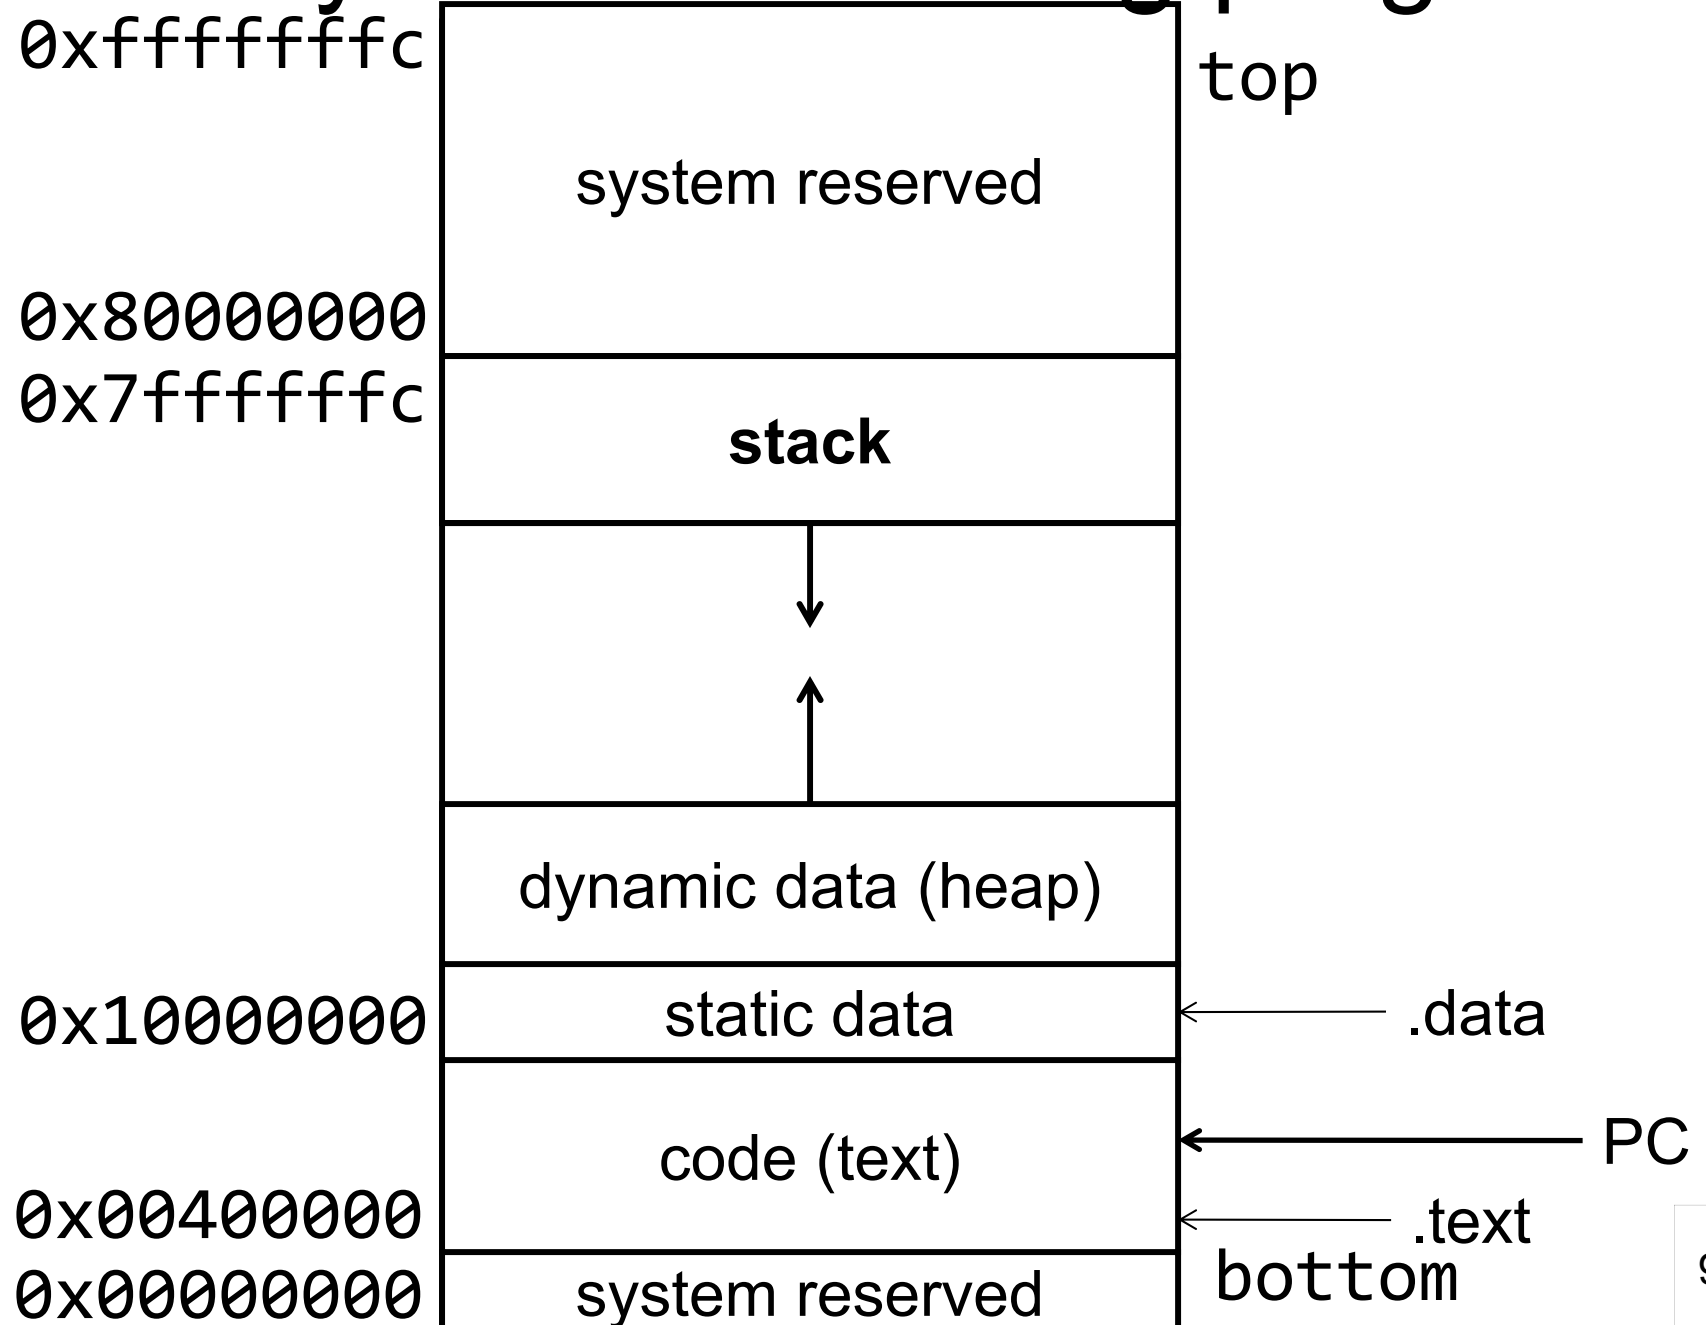 0xfffffffc
top
system reserved
0x80000000
0x7ffffffc
stack
dynamic data (heap)
0x10000000
static data
.data
PC
code (text)
0x00400000
.text
bottom
0x00000000
system reserved